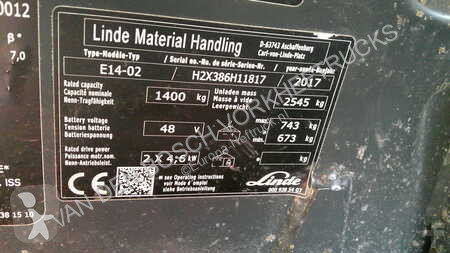 0012
β*
7,0
Linde Material Handling
D-63743 Aschaffenburg
Carl-von-Linde-Platz
Type-Modèle-Typ / Serial no.-No. de série-Serien-Nr. / year-année-Baujahr
E14-02 / H2X386H11817 / 2017
Rated capacity
Capacité nominale
Nenn-Tragfähigkeit
1400 kg
Unladen mass
Masse à vide
Leergewicht
2545 kg
Battery voltage
Tension batterie
Batteriespannung
48 V
max 743 kg
min 673 kg
Rated drive power
Puissance motr.nom.
Nenn-Antriebsleist.
2 X 4,6 kW
CE
see Operating Instructions
voir Mode d'emploi
siehe Betriebsanleitung
Linde
ISS
38 15 10